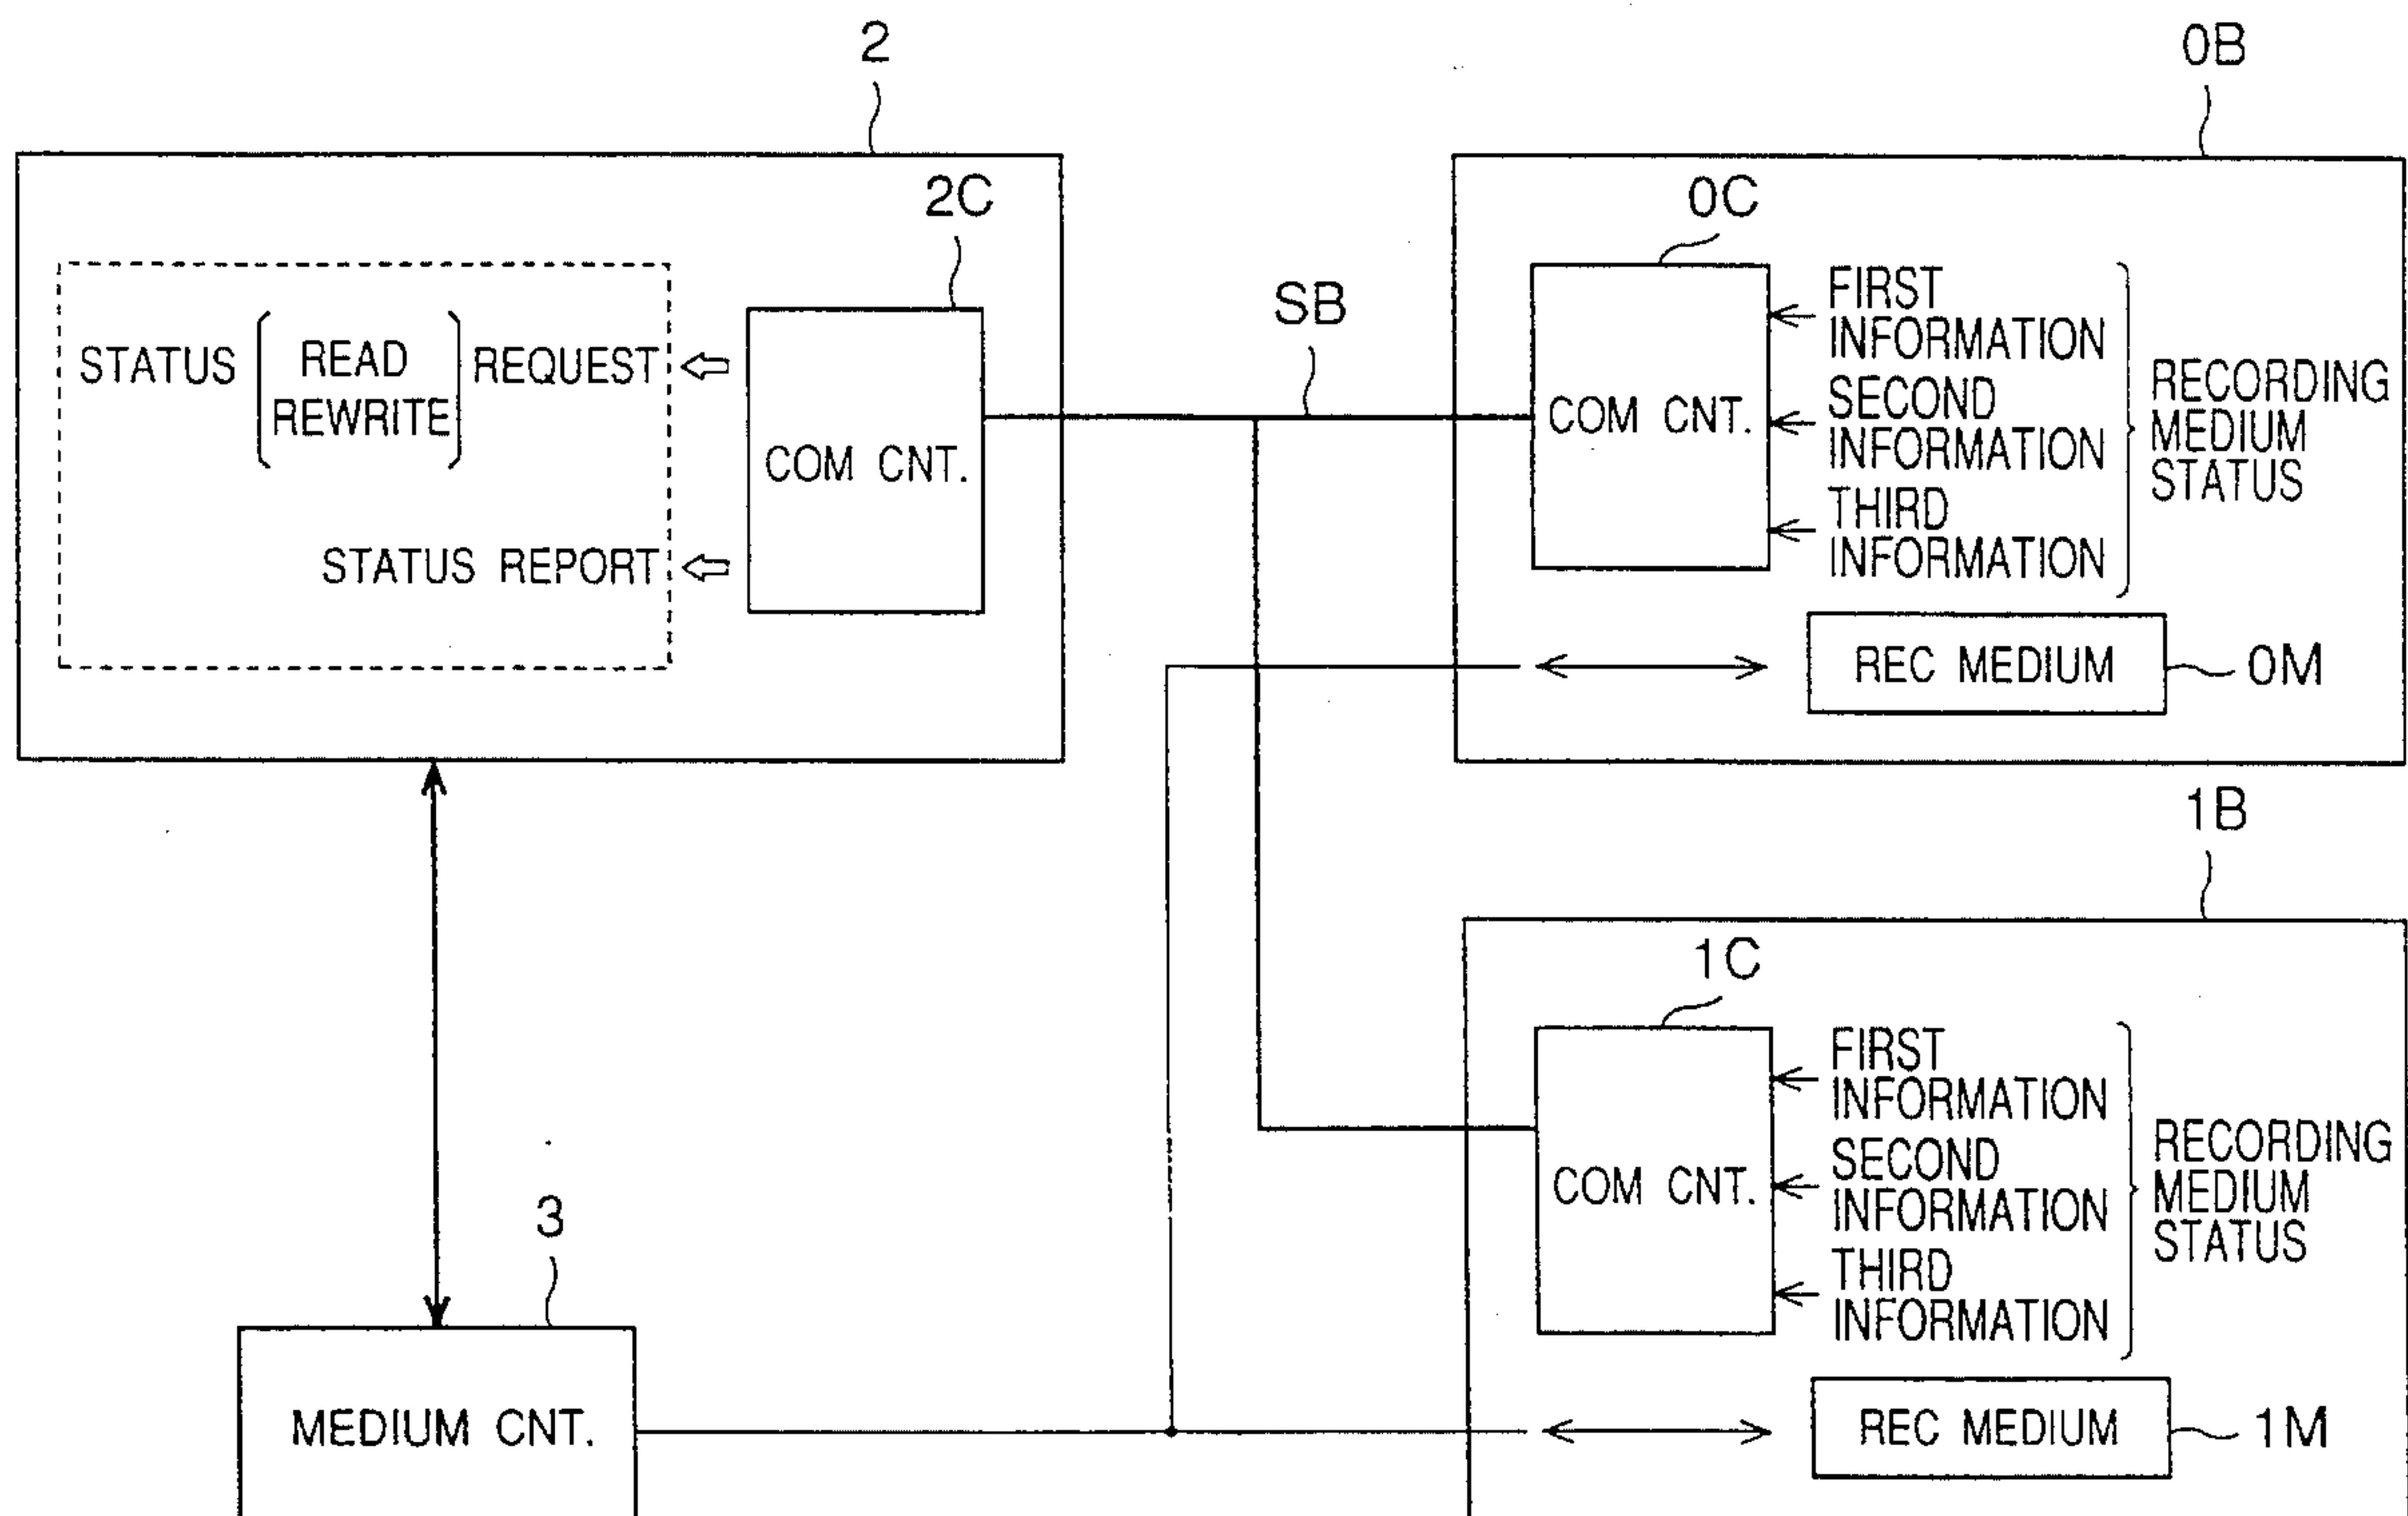 2
0B
2C
0C
SB
STATUS
READ
REWRITE
REQUEST
COM CNT.
STATUS REPORT
COM CNT.
FIRST
INFORMATION
SECOND
INFORMATION
THIRD
INFORMATION
RECORDING
MEDIUM
STATUS
REC MEDIUM
0M
1B
1C
COM CNT.
FIRST
INFORMATION
SECOND
INFORMATION
THIRD
INFORMATION
RECORDING
MEDIUM
STATUS
3
MEDIUM CNT.
REC MEDIUM
1M